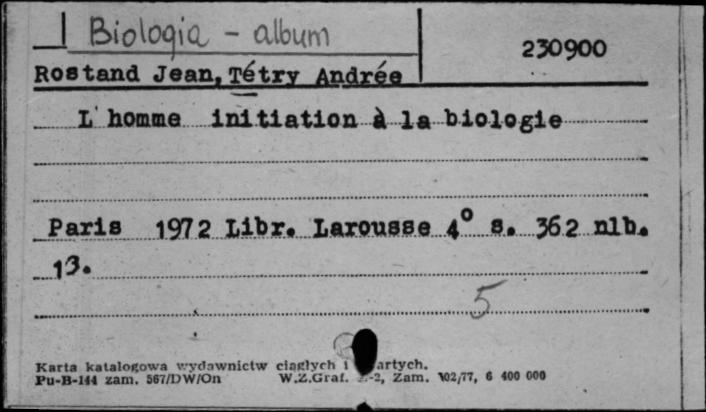 Biologia - album
230900
Rostand Jean, Tétry Andrée
L'homme initiation à la biologie
Paris 1972 Libr. Larousse 4° s. 362 nlb.
13.
5
Karta katalogowa wydawnictw ciągłych i
Pu-B-144 zam. 567/DW/On W.Z.Graf. Zam. 102/77, 6 400 000